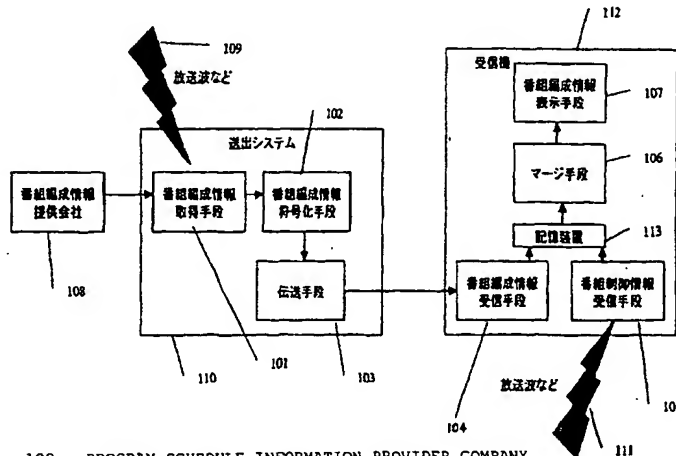 112
109
放送波など
受信機
番組編成情報
表示手段
107
102
送出システム
マージ手段
106
番組編成情報
提供会社
番組編成情報
取得手段
番組編成情報
符号化手段
記憶装置
113
108
伝送手段
番組編成情報
受信手段
番組制御情報
受信手段
110
101
103
104
放送波など
10
111
108... PROGRAM SCHEDULE INFORMATION PROVIDER COMPANY